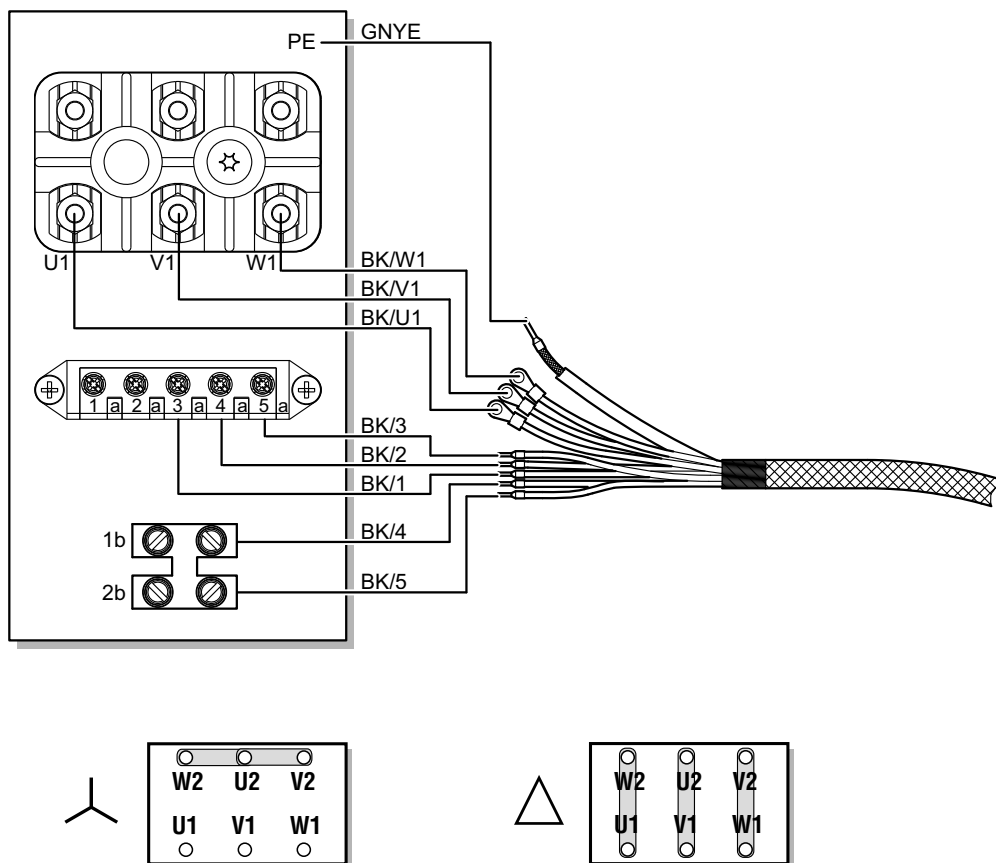 PE GNYE
U1 V1 W1
BK/W1
BK/V1
BK/U1
1 a 2 a 3 a 4 a 5 a
BK/3
BK/2
BK/1
1b BK/4
2b BK/5
W2 U2 V2
U1 V1 W1
W2 U2 V2
U1 V1 W1